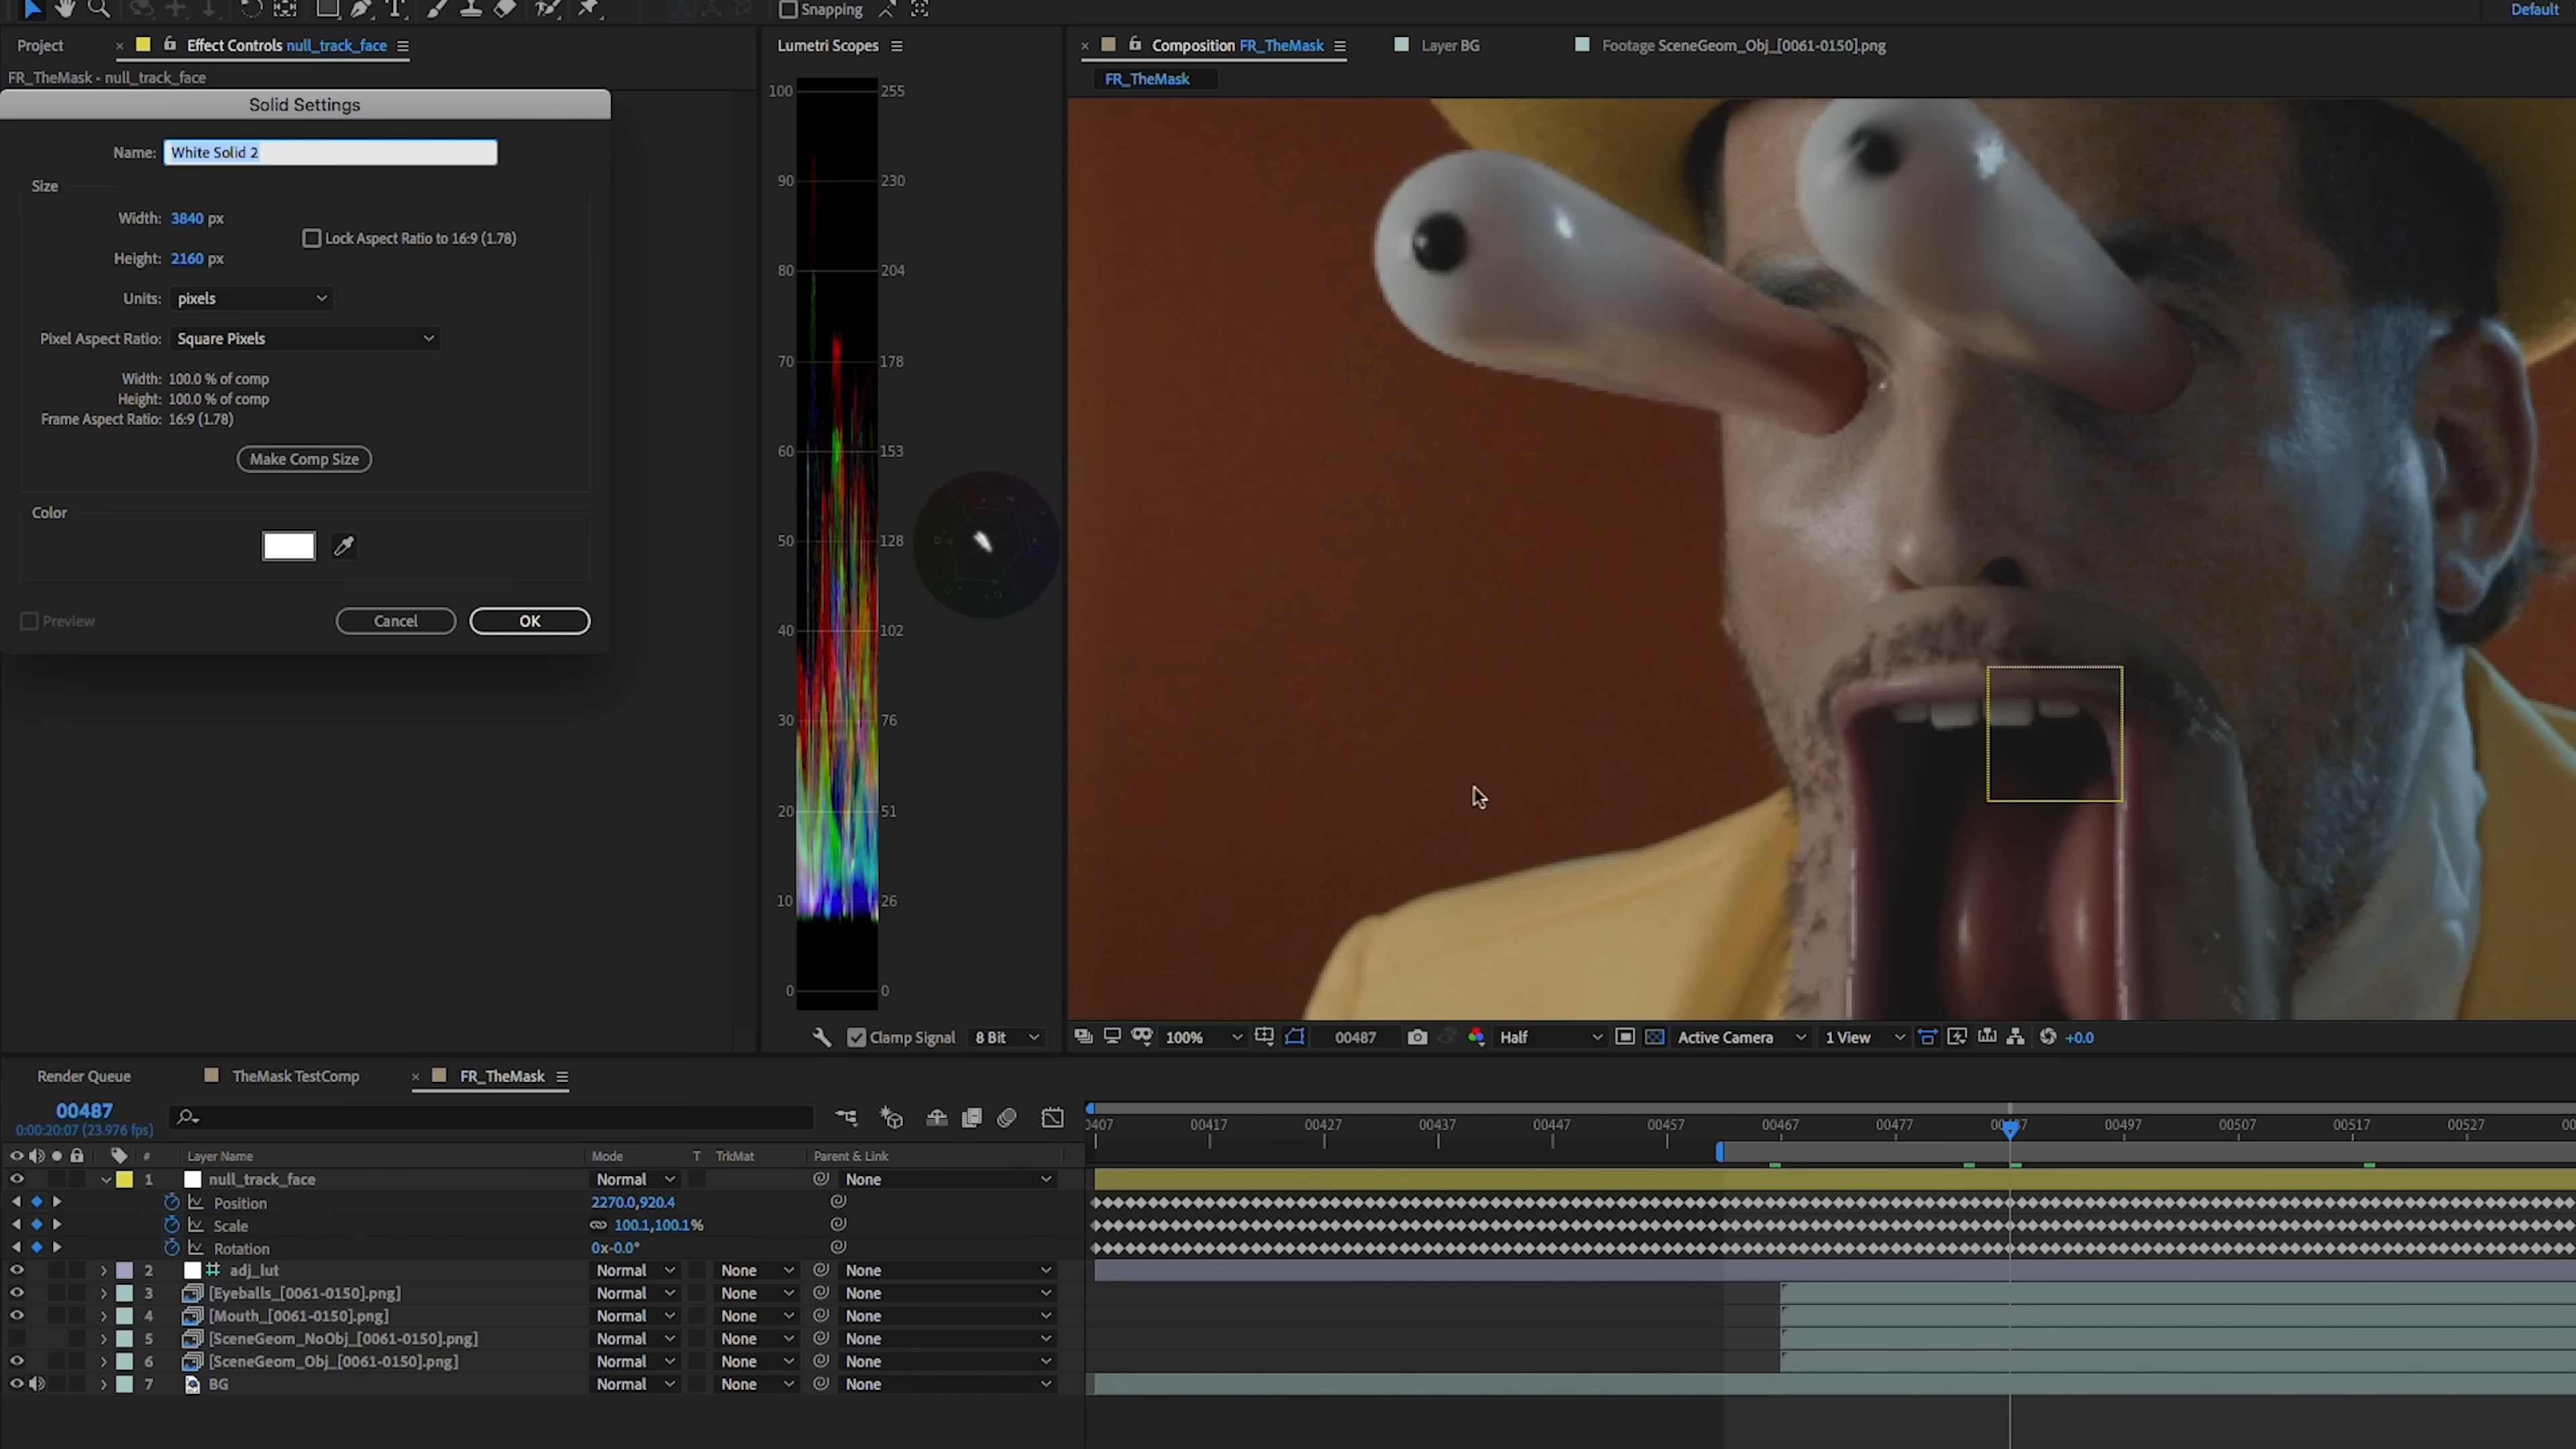 Snapping
Default
Project
Effect Controls null_track_face
Lumetri Scopes
Composition FR_TheMask
Layer BG
Footage SceneGeom_Obj_[0061-0150].png
FR_TheMask • null_track_face
FR_TheMask
Solid Settings
Name: White Solid 2
Size
Width: 3840 px
Lock Aspect Ratio to 16:9 (1.78)
Height: 2160 px
Units: pixels
Pixel Aspect Ratio: Square Pixels
Width: 100.0 % of comp
Height: 100.0 % of comp
Frame Aspect Ratio: 16:9 (1.78)
Make Comp Size
Color
Preview
Cancel
OK
100 255
90 230
80 204
70 178
60 153
50 128
40 102
30 76
20 51
10 26
0 0
Clamp Signal 8 Bit
100% 00487 Half Active Camera 1 View +0.0
Render Queue TheMask TestComp FR_TheMask
00487
0:00:20:07 (23.976 fps)
0407 00417 00427 00437 00447 00457 00467 00477 00487 00497 00507 00517 00527 00
# Layer Name Mode T TrkMat Parent & Link
1 null_track_face Normal None
Position 2270.0,920.4
Scale 100.1,100.1%
Rotation 0x-0.0°
2 adj_lut Normal None None
3 [Eyeballs_[0061-0150].png] Normal None None
4 [Mouth_[0061-0150].png] Normal None None
5 [SceneGeom_NoObj_[0061-0150].png] Normal None None
6 [SceneGeom_Obj_[0061-0150].png] Normal None None
7 BG Normal None None